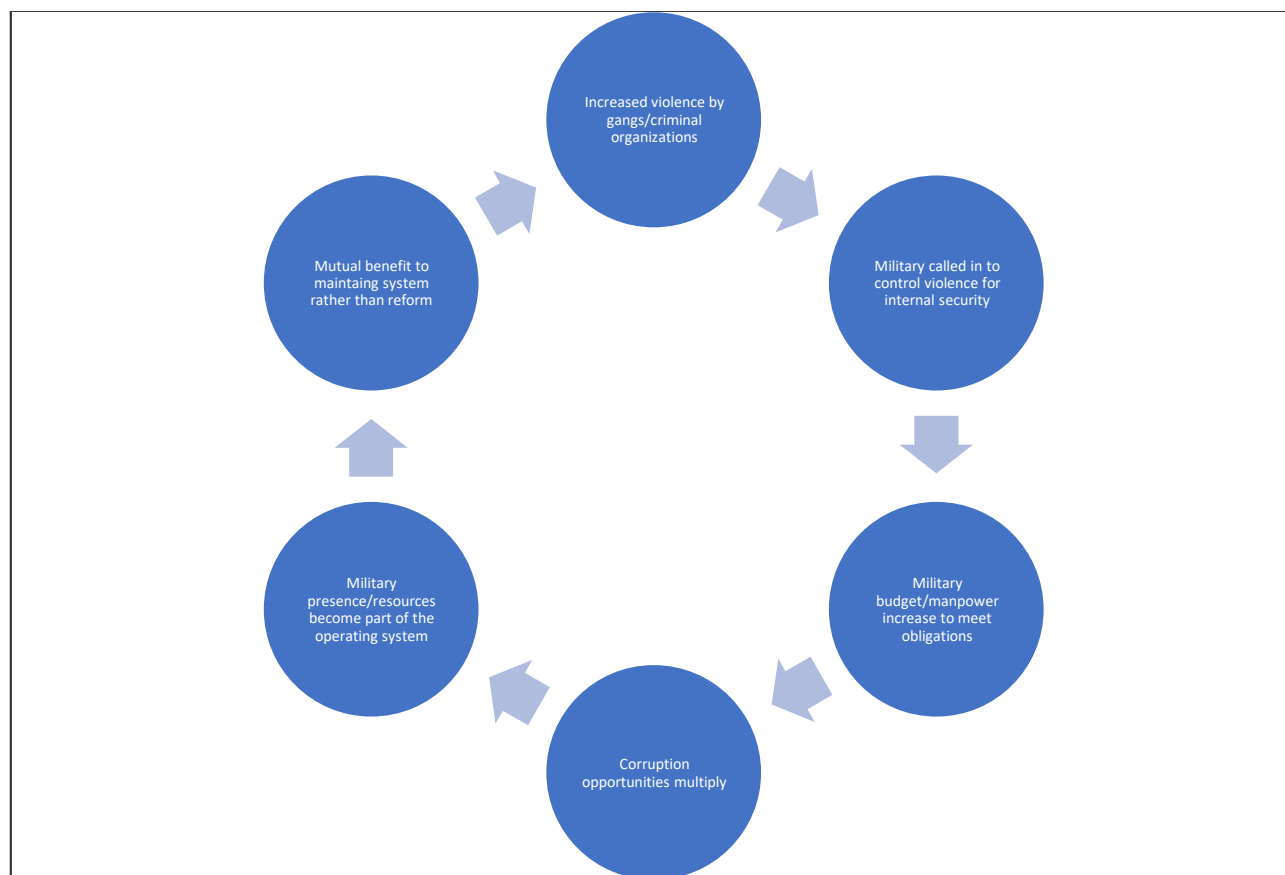 Increased violence by
gangs/criminal
organizations
Military called in to
control violence for
internal security
Military
budget/manpower
increase to meet
obligations
Corruption
opportunities multiply
Military
presence/resources
become part of the
operating system
Mutual benefit to
maintaing system
rather than reform